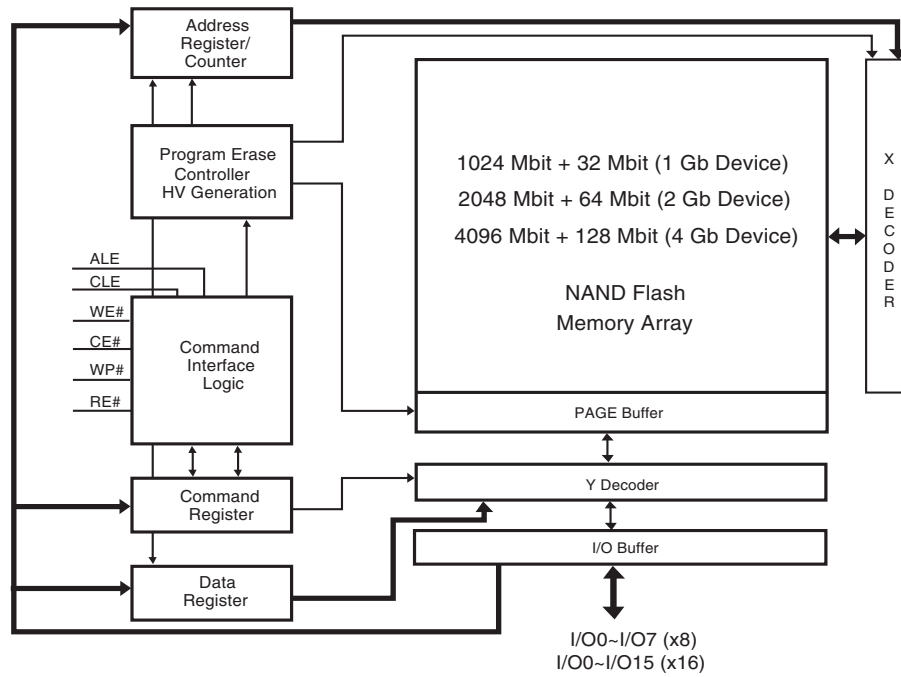 Address
Register/
Counter
Program Erase
Controller
HV Generation
ALE
CLE
WE#
CE#
WP#
RE#
Command
Interface
Logic
Command
Register
Data
Register
1024 Mbit + 32 Mbit (1 Gb Device)
2048 Mbit + 64 Mbit (2 Gb Device)
4096 Mbit + 128 Mbit (4 Gb Device)
NAND Flash
Memory Array
PAGE Buffer
Y Decoder
I/O Buffer
I/O0~I/O7 (x8)
I/O0~I/O15 (x16)
X
DECODER